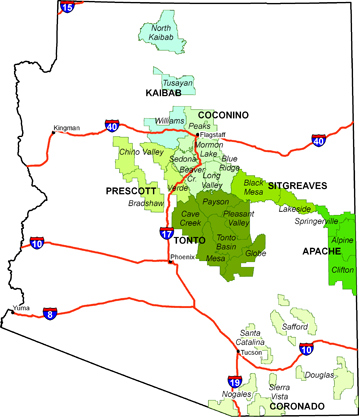 15
North
Kaibab
Tusayan
KAIBAB
Williams
COCONINO
Peaks
40
Kingman
Flagstaff
40
Mormon
Lake
Chino Valley
Sedona
Beaver
Cr.
Blue
Ridge
Long
Valley
Verde
Black
Mesa
SITGREAVES
PRESCOTT
Bradshaw
Payson
Lakeside
Springerville
Cave
Creek
Pleasant
Valley
17
10
TONTO
Tonto
Basin
Alpine
APACHE
Globe
Mesa
Clifton
Phoenix
Yuma
8
Safford
Santa
Catalina
10
Tucson
Douglas
19
Sierra
Vista
Nogales
CORONADO